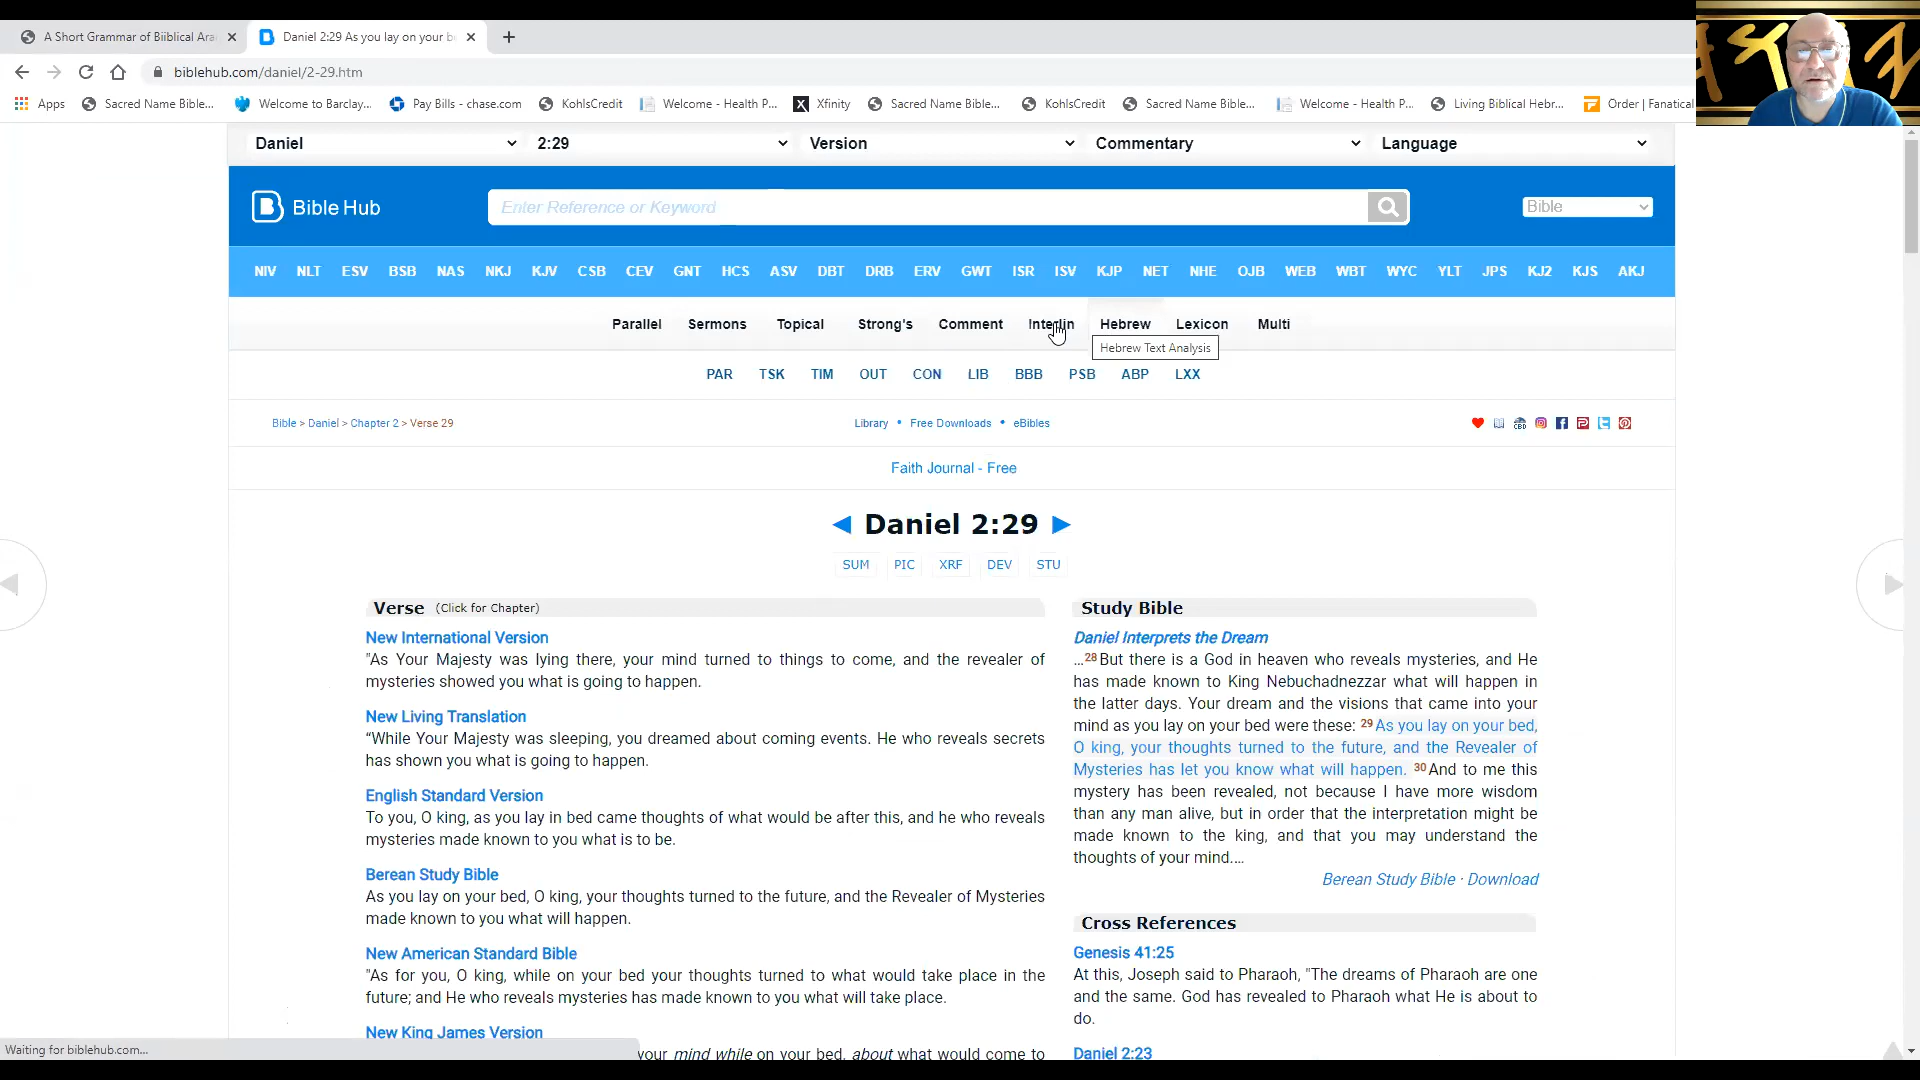 A Short Grammar of Biiblical Ara
Daniel 2:29 As you lay on your b
biblehub.com/daniel/2-29.htm
Apps Sacred Name Bible... Welcome to Barclay... Pay Bills - chase.com KohlsCredit Welcome - Health P... Xfinity Sacred Name Bible... KohlsCredit Sacred Name Bible... Welcome - Health P... Living Biblical Hebr... Order | Fanatical
Daniel 2:29 Version Commentary Language
Bible Hub Enter Reference or Keyword Bible
NIV NLT ESV BSB NAS NKJ KJV CSB CEV GNT HCS ASV DBT DRB ERV GWT ISR ISV KJP NET NHE OJB WEB WBT WYC YLT JPS KJ2 KJS AKJ
Parallel Sermons Topical Strong's Comment Interlin Hebrew Lexicon Multi
Hebrew Text Analysis
PAR TSK TIM OUT CON LIB BBB PSB ABP LXX
Bible > Daniel > Chapter 2 > Verse 29
Library • Free Downloads • eBibles
Faith Journal - Free
◄ Daniel 2:29 ►
SUM PIC XRF DEV STU
Verse (Click for Chapter)
New International Version
"As Your Majesty was lying there, your mind turned to things to come, and the revealer of
mysteries showed you what is going to happen.
New Living Translation
“While Your Majesty was sleeping, you dreamed about coming events. He who reveals secrets
has shown you what is going to happen.
English Standard Version
To you, O king, as you lay in bed came thoughts of what would be after this, and he who reveals
mysteries made known to you what is to be.
Berean Study Bible
As you lay on your bed, O king, your thoughts turned to the future, and the Revealer of Mysteries
made known to you what will happen.
New American Standard Bible
"As for you, O king, while on your bed your thoughts turned to what would take place in the
future; and He who reveals mysteries has made known to you what will take place.
New King James Version
your mind while on your bed, about what would come to
Study Bible
Daniel Interprets the Dream
...28But there is a God in heaven who reveals mysteries, and He
has made known to King Nebuchadnezzar what will happen in
the latter days. Your dream and the visions that came into your
mind as you lay on your bed were these: 29As you lay on your bed,
O king, your thoughts turned to the future, and the Revealer of
Mysteries has let you know what will happen. 30And to me this
mystery has been revealed, not because I have more wisdom
than any man alive, but in order that the interpretation might be
made known to the king, and that you may understand the
thoughts of your mind....
Berean Study Bible · Download
Cross References
Genesis 41:25
At this, Joseph said to Pharaoh, "The dreams of Pharaoh are one
and the same. God has revealed to Pharaoh what He is about to
do.
Daniel 2:23
Waiting for biblehub.com...